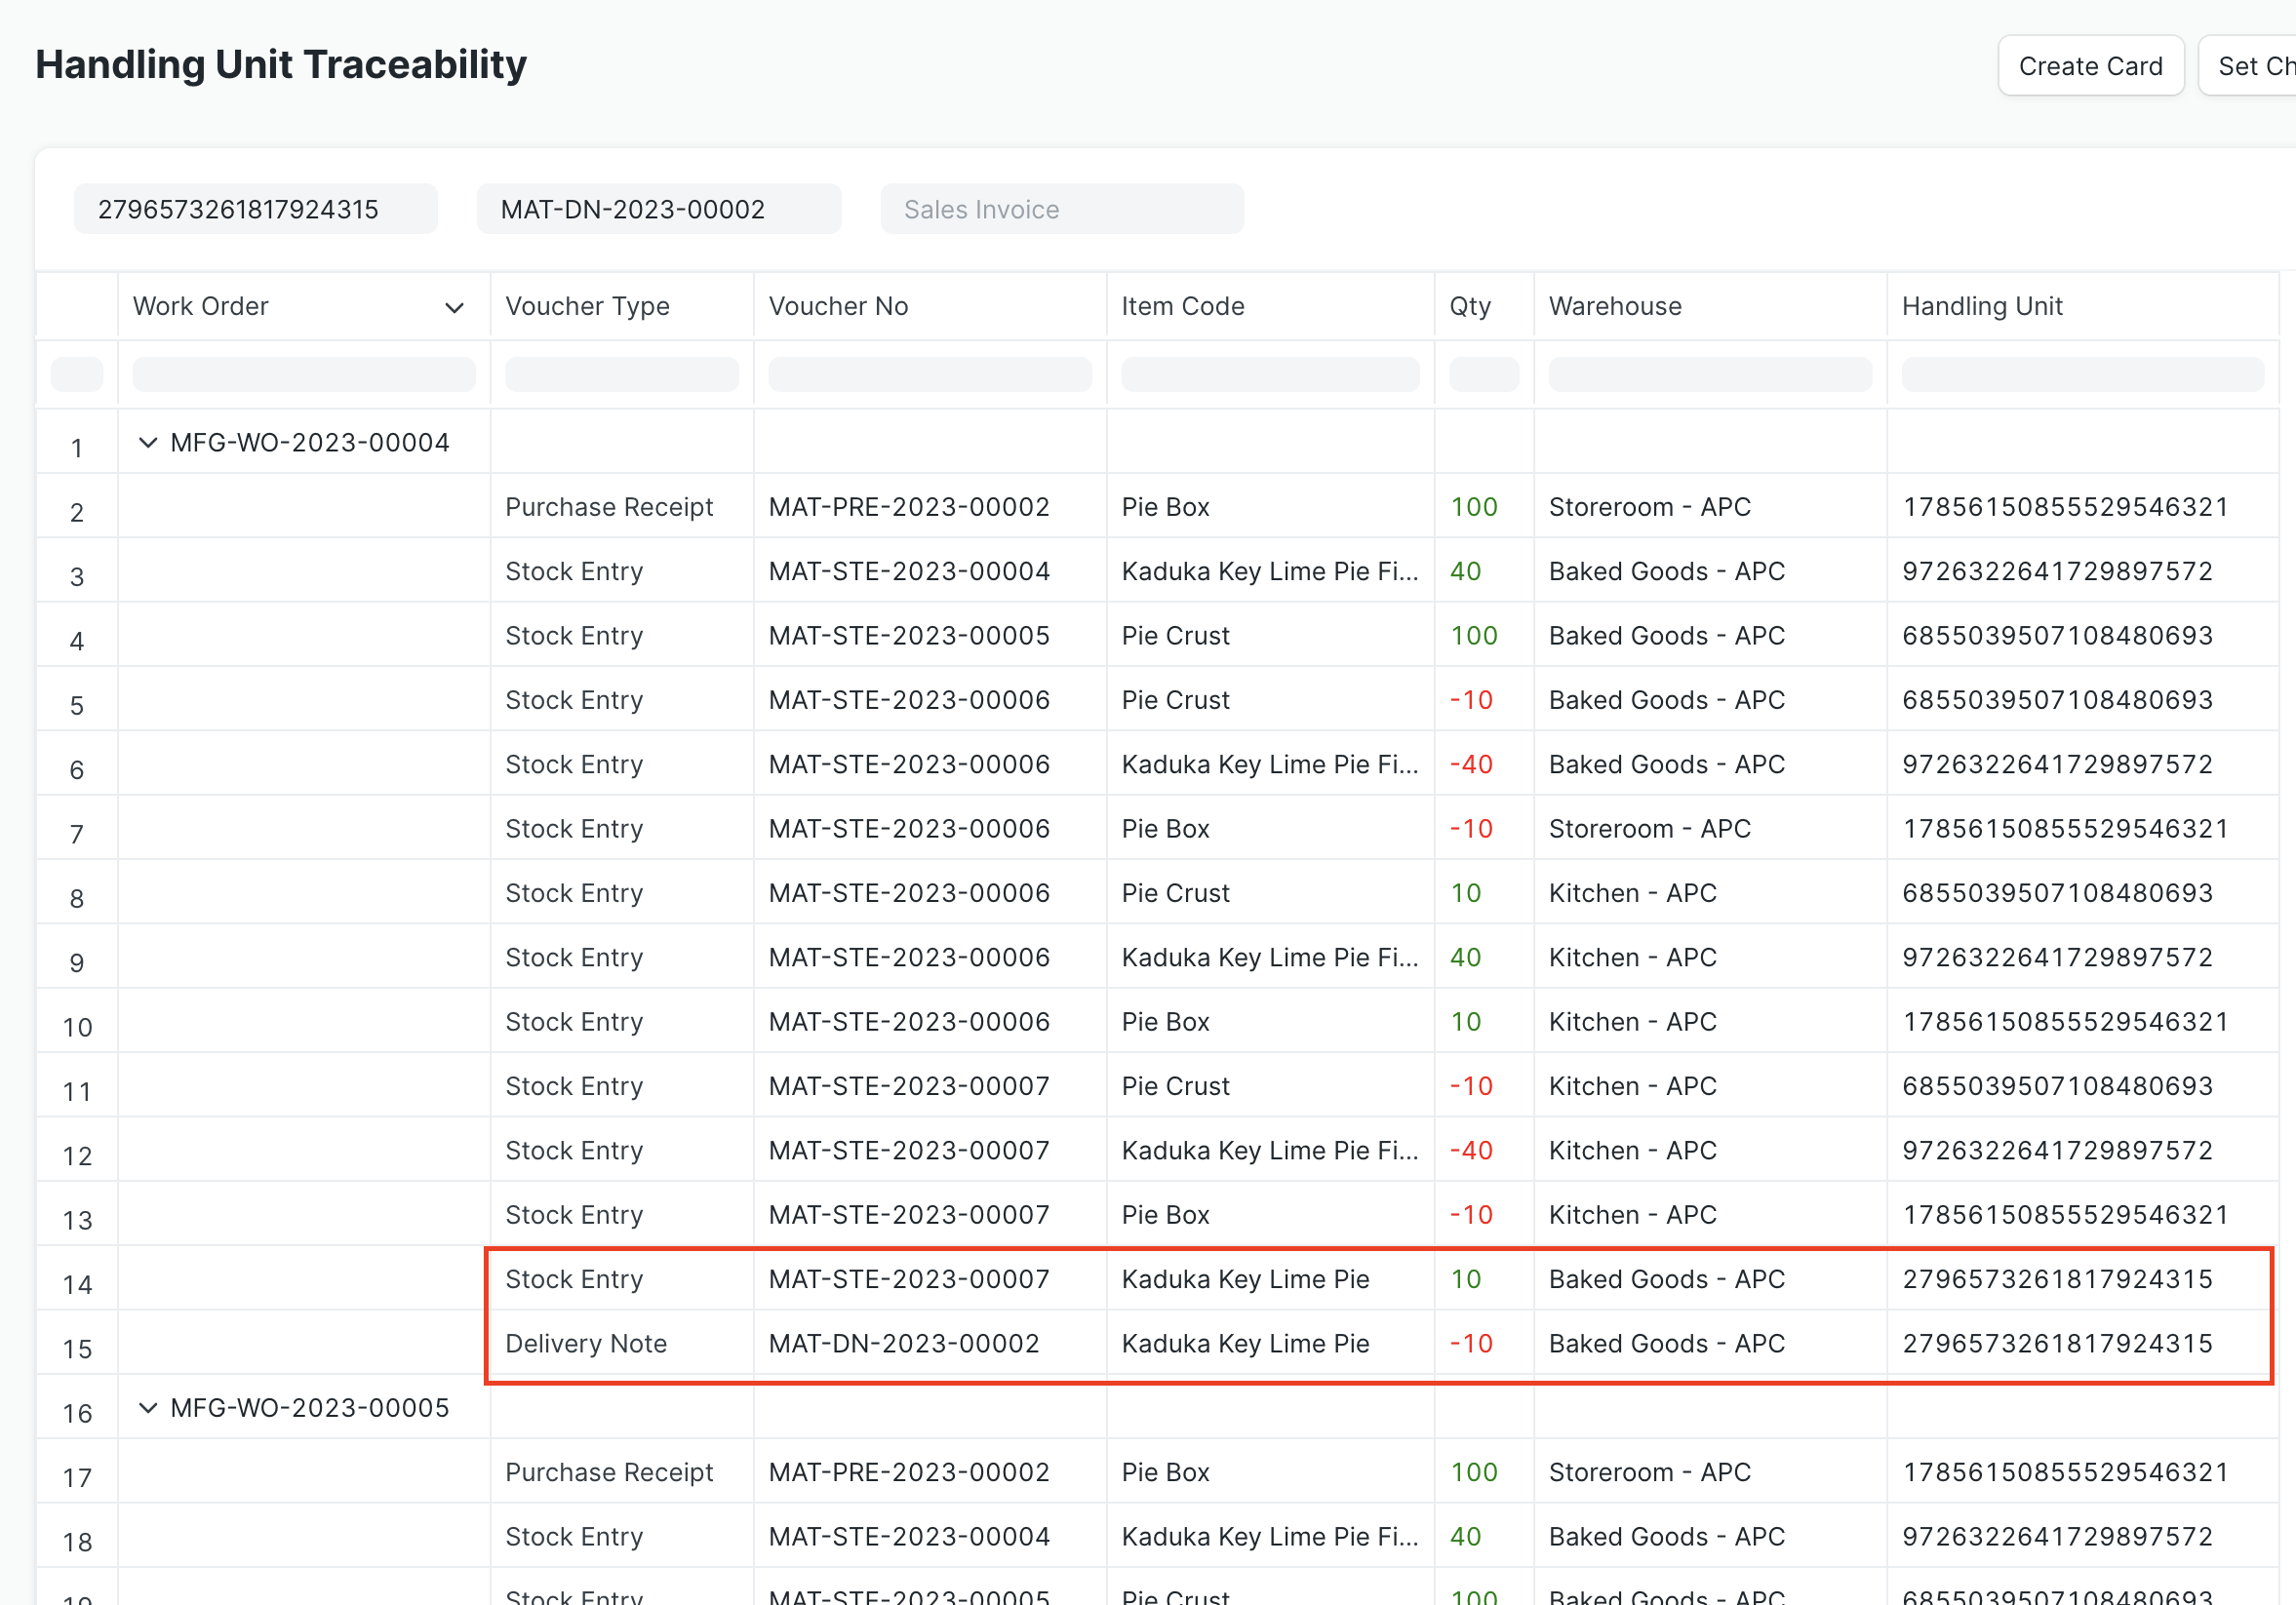 Handling Unit Traceability
Create Card
Set Ch
2796573261817924315 MAT-DN-2023-00002 Sales Invoice
Work Order Voucher Type Voucher No Item Code Qty Warehouse Handling Unit
1 MFG-WO-2023-00004
2 Purchase Receipt MAT-PRE-2023-00002 Pie Box 100 Storeroom - APC 17856150855529546321
3 Stock Entry MAT-STE-2023-00004 Kaduka Key Lime Pie Fi... 40 Baked Goods - APC 9726322641729897572
4 Stock Entry MAT-STE-2023-00005 Pie Crust 100 Baked Goods - APC 6855039507108480693
5 Stock Entry MAT-STE-2023-00006 Pie Crust -10 Baked Goods - APC 6855039507108480693
6 Stock Entry MAT-STE-2023-00006 Kaduka Key Lime Pie Fi... -40 Baked Goods - APC 9726322641729897572
7 Stock Entry MAT-STE-2023-00006 Pie Box -10 Storeroom - APC 17856150855529546321
8 Stock Entry MAT-STE-2023-00006 Pie Crust 10 Kitchen - APC 6855039507108480693
9 Stock Entry MAT-STE-2023-00006 Kaduka Key Lime Pie Fi... 40 Kitchen - APC 9726322641729897572
10 Stock Entry MAT-STE-2023-00006 Pie Box 10 Kitchen - APC 17856150855529546321
11 Stock Entry MAT-STE-2023-00007 Pie Crust -10 Kitchen - APC 6855039507108480693
12 Stock Entry MAT-STE-2023-00007 Kaduka Key Lime Pie Fi... -40 Kitchen - APC 9726322641729897572
13 Stock Entry MAT-STE-2023-00007 Pie Box -10 Kitchen - APC 17856150855529546321
14 Stock Entry MAT-STE-2023-00007 Kaduka Key Lime Pie 10 Baked Goods - APC 2796573261817924315
15 Delivery Note MAT-DN-2023-00002 Kaduka Key Lime Pie -10 Baked Goods - APC 2796573261817924315
16 MFG-WO-2023-00005
17 Purchase Receipt MAT-PRE-2023-00002 Pie Box 100 Storeroom - APC 17856150855529546321
18 Stock Entry MAT-STE-2023-00004 Kaduka Key Lime Pie Fi... 40 Baked Goods - APC 9726322641729897572
19 Stock Entry MAT-STE-2023-00005 Pie Crust 100 Baked Goods - APC 6855039507108480693